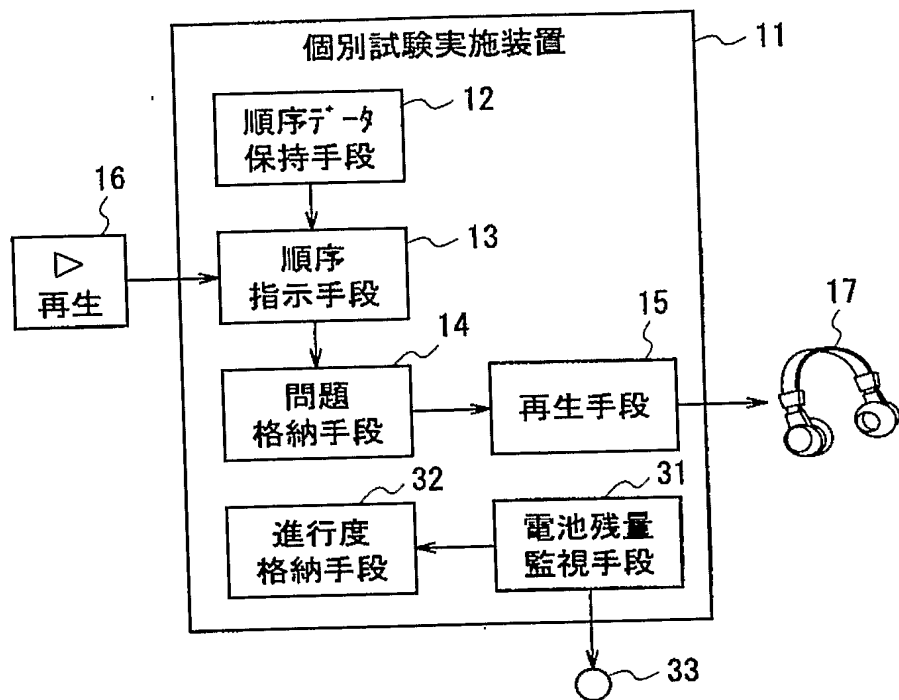 個別試験実施装置
11
12
順序データ
保持手段
16
▷
再生
13
順序
指示手段
14
問題
格納手段
15
再生手段
17
32
進行度
格納手段
31
電池残量
監視手段
33